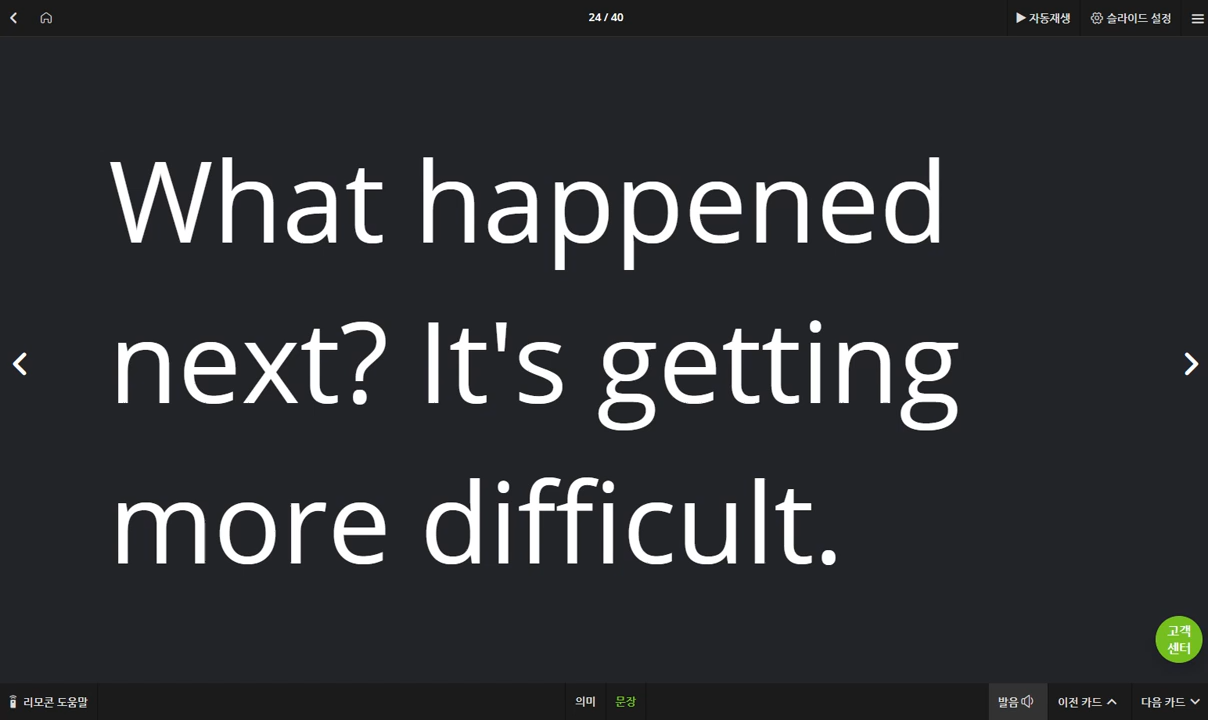 24 / 40
자동재생
슬라이드 설정
What happened
next? It's getting
more difficult.
고객
센터
리모콘 도움말
의미
문장
발음
이전 카드
다음 카드